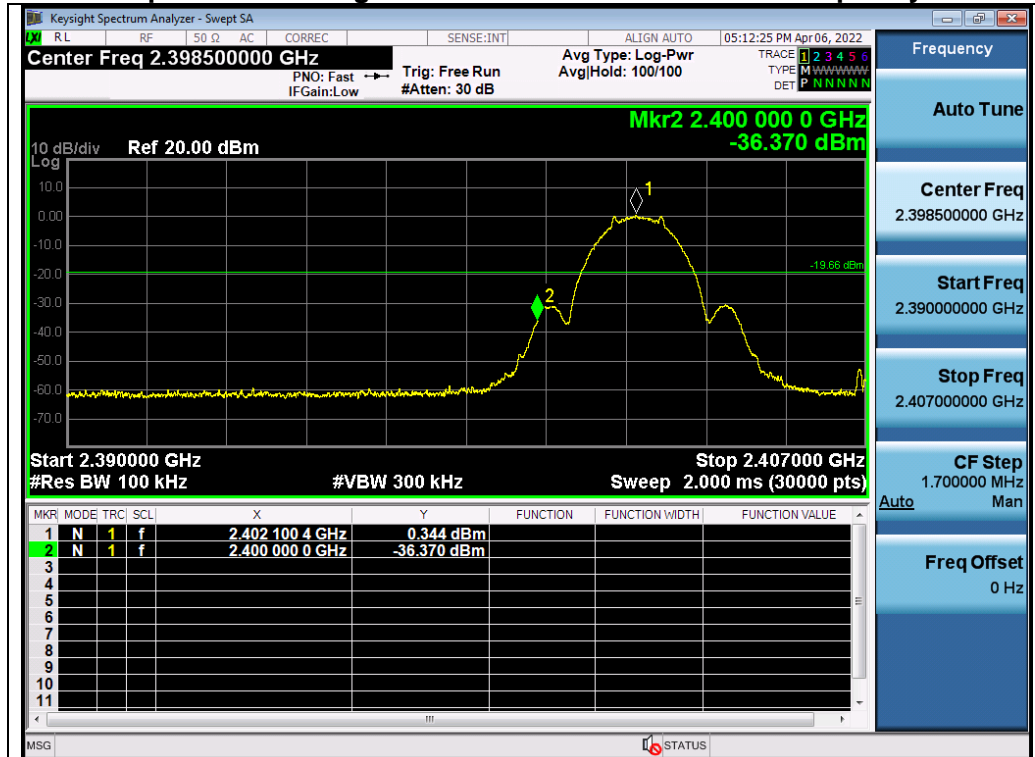 Keysight Spectrum Analyzer - Swept SA
LXI RL RF 50 Ω AC CORREC SENSE:INT ALIGN AUTO 05:12:25 PM Apr 06, 2022
Center Freq 2.398500000 GHz
PNO: Fast
IFGain:Low
Trig: Free Run
#Atten: 30 dB
Avg Type: Log-Pwr
Avg|Hold: 100/100
TRACE 1 2 3 4 5 6
TYPE M WWWWW
DET P N N N N N
Mkr2 2.400 000 0 GHz
-36.370 dBm
10 dB/div Ref 20.00 dBm
Log
10.0
0.00
-10.0
-20.0
-30.0
-40.0
-50.0
-60.0
-70.0
1
2
-19.66 dBm
Start 2.390000 GHz Stop 2.407000 GHz
#Res BW 100 kHz #VBW 300 kHz Sweep 2.000 ms (30000 pts)
MKR MODE TRC SCL X Y FUNCTION FUNCTION WIDTH FUNCTION VALUE
1 N 1 f 2.402 100 4 GHz 0.344 dBm
2 N 1 f 2.400 000 0 GHz -36.370 dBm
3
4
5
6
7
8
9
10
11
MSG STATUS
Frequency
Auto Tune
Center Freq
2.398500000 GHz
Start Freq
2.390000000 GHz
Stop Freq
2.407000000 GHz
CF Step
1.700000 MHz
Auto Man
Freq Offset
0 Hz